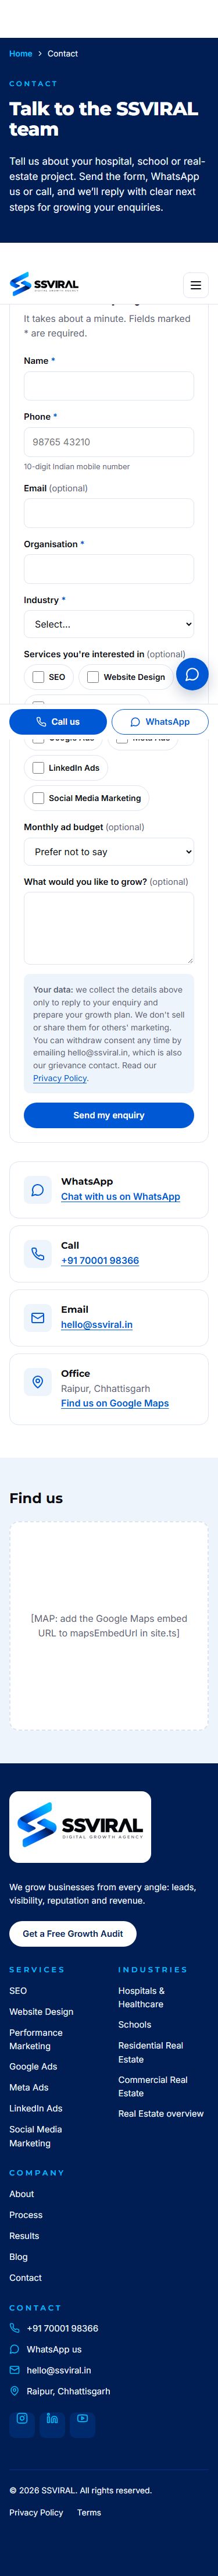 Home > Contact
CONTACT
Talk to the SSVIRAL
team
Tell us about your hospital, school or real-
estate project. Send the form, WhatsApp
us or call, and we'll reply with clear next
steps for growing your enquiries.
SSVIRAL
It takes about a minute. Fields marked
* are required.
Name *
Phone *
98765 43210
10-digit Indian mobile number
Email (optional)
Organisation *
Industry *
Select...
Services you're interested in (optional)
SEO
Website Design
Call us
WhatsApp
LinkedIn Ads
Social Media Marketing
Monthly ad budget (optional)
Prefer not to say
What would you like to grow? (optional)
Your data: we collect the details above
only to reply to your enquiry and
prepare your growth plan. We don't sell
or share them for others' marketing.
You can withdraw consent any time by
emailing hello@ssviral.in, which is also
our grievance contact. Read our
Privacy Policy.
Send my enquiry
WhatsApp
Chat with us on WhatsApp
Call
+91 70001 98366
Email
hello@ssviral.in
Office
Raipur, Chhattisgarh
Find us on Google Maps
Find us
[MAP: add the Google Maps embed
URL to mapsEmbedUrl in site.ts]
SSVIRAL
DIGITAL GROWTH AGENCY
We grow businesses from every angle: leads,
visibility, reputation and revenue.
Get a Free Growth Audit
SERVICES
SEO
Website Design
Performance
Marketing
Google Ads
Meta Ads
LinkedIn Ads
Social Media
Marketing
INDUSTRIES
Hospitals &
Healthcare
Schools
Residential Real
Estate
Commercial Real
Estate
Real Estate overview
COMPANY
About
Process
Results
Blog
Contact
CONTACT
+91 70001 98366
WhatsApp us
hello@ssviral.in
Raipur, Chhattisgarh
© 2026 SSVIRAL. All rights reserved.
Privacy Policy
Terms